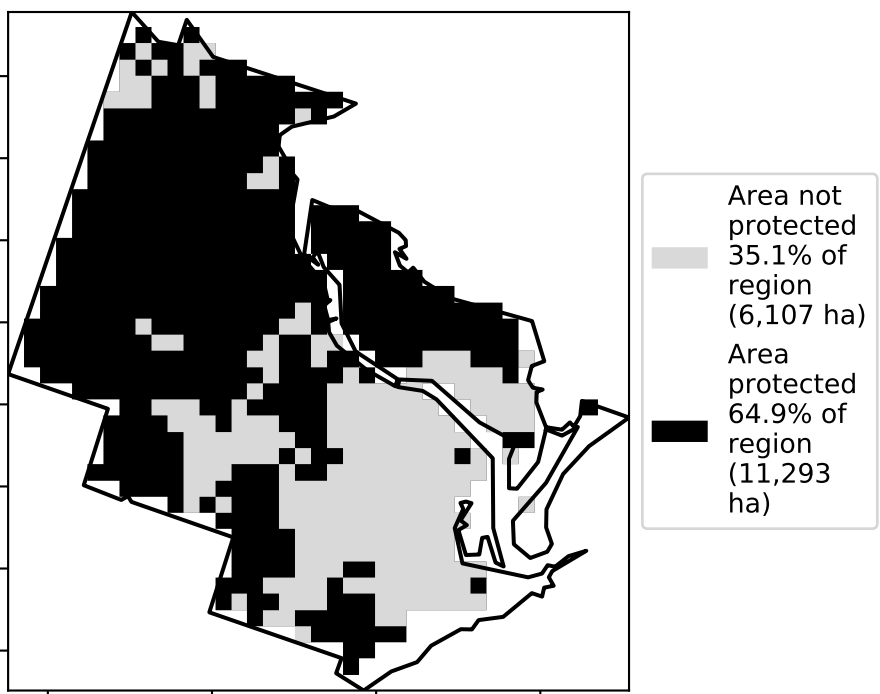 Area not
protected
35.1% of
region
(6,107 ha)
Area
protected
64.9% of
region
(11,293
ha)